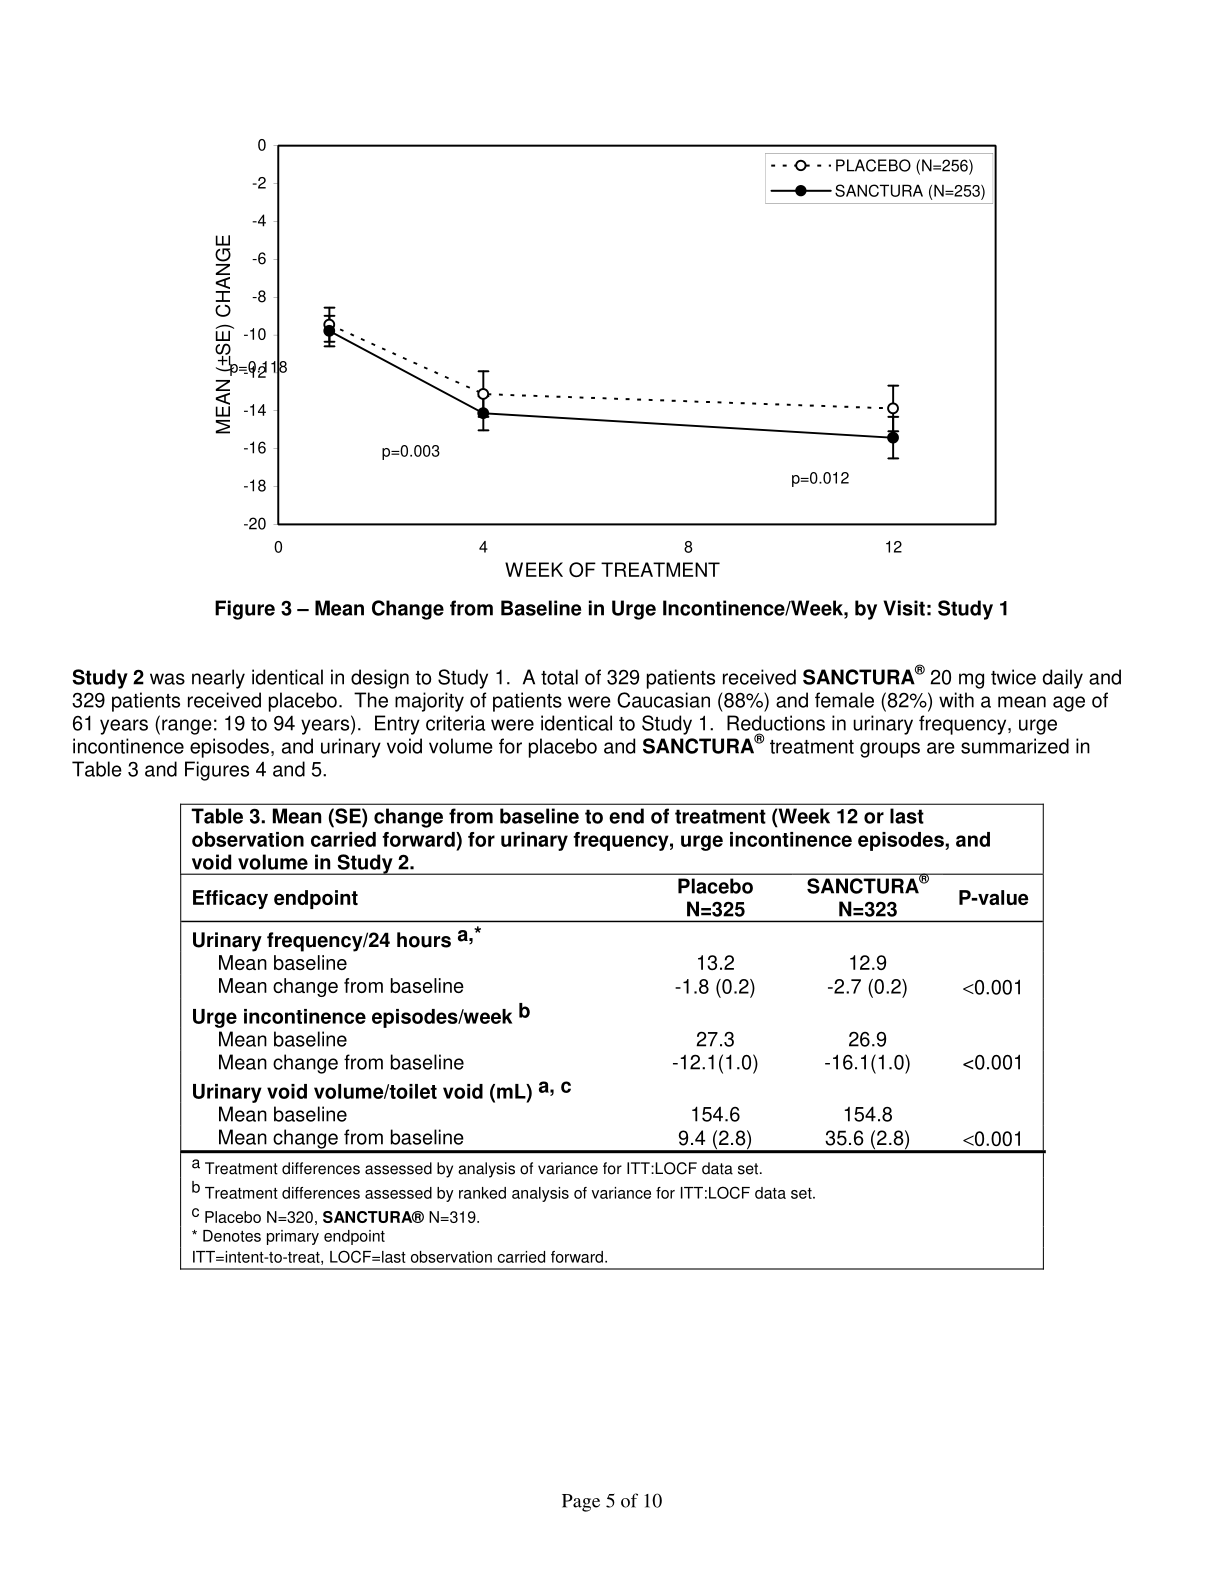 0
-2
-4
-6
-8
-10
-12
-14
-16
-18
-20
MEAN (±SE) CHANGE
PLACEBO (N=256)
SANCTURA (N=253)
p=0.118
p=0.003
p=0.012
0 4 8 12
WEEK OF TREATMENT
Figure 3 – Mean Change from Baseline in Urge Incontinence/Week, by Visit: Study 1
Study 2 was nearly identical in design to Study 1. A total of 329 patients received SANCTURA® 20 mg twice daily and
329 patients received placebo. The majority of patients were Caucasian (88%) and female (82%) with a mean age of
61 years (range: 19 to 94 years). Entry criteria were identical to Study 1. Reductions in urinary frequency, urge
incontinence episodes, and urinary void volume for placebo and SANCTURA® treatment groups are summarized in
Table 3 and Figures 4 and 5.
Table 3. Mean (SE) change from baseline to end of treatment (Week 12 or last
observation carried forward) for urinary frequency, urge incontinence episodes, and
void volume in Study 2.
Efficacy endpoint Placebo N=325 SANCTURA® N=323 P-value
Urinary frequency/24 hours a,*
Mean baseline 13.2 12.9
Mean change from baseline -1.8 (0.2) -2.7 (0.2) <0.001
Urge incontinence episodes/week b
Mean baseline 27.3 26.9
Mean change from baseline -12.1(1.0) -16.1(1.0) <0.001
Urinary void volume/toilet void (mL) a, c
Mean baseline 154.6 154.8
Mean change from baseline 9.4 (2.8) 35.6 (2.8) <0.001
a Treatment differences assessed by analysis of variance for ITT:LOCF data set.
b Treatment differences assessed by ranked analysis of variance for ITT:LOCF data set.
c Placebo N=320, SANCTURA® N=319.
* Denotes primary endpoint
ITT=intent-to-treat, LOCF=last observation carried forward.
Page 5 of 10